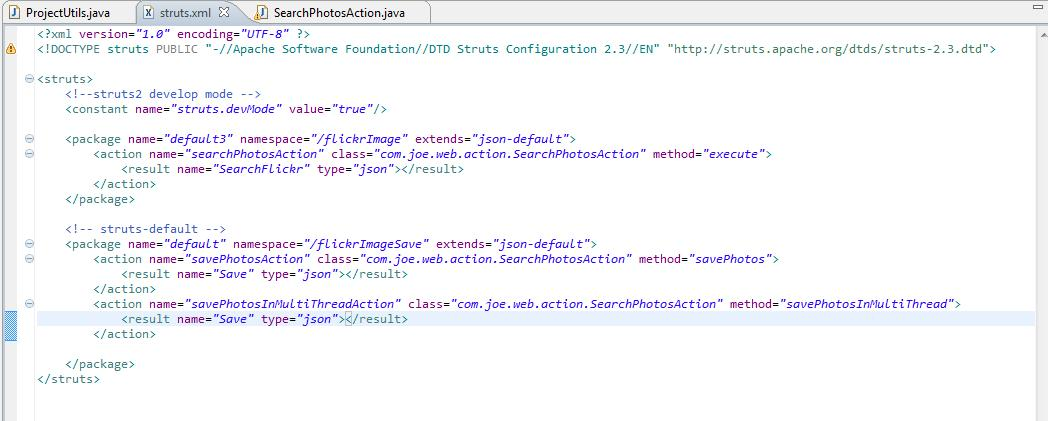 ProjectUtils.java struts.xml SearchPhotosAction.java
<?xml version="1.0" encoding="UTF-8" ?>
<!DOCTYPE struts PUBLIC "-//Apache Software Foundation//DTD Struts Configuration 2.3//EN" "http://struts.apache.org/dtds/struts-2.3.dtd">
<struts>
<!--struts2 develop mode -->
<constant name="struts.devMode" value="true"/>
<package name="default3" namespace="/flickrImage" extends="json-default">
<action name="searchPhotosAction" class="com.joe.web.action.SearchPhotosAction" method="execute">
<result name="SearchFlickr" type="json"></result>
</action>
</package>
<!-- struts-default -->
<package name="default" namespace="/flickrImageSave" extends="json-default">
<action name="savePhotosAction" class="com.joe.web.action.SearchPhotosAction" method="savePhotos">
<result name="Save" type="json"></result>
</action>
<action name="savePhotosInMultiThreadAction" class="com.joe.web.action.SearchPhotosAction" method="savePhotosInMultiThread">
<result name="Save" type="json"></result>
</action>
</package>
</struts>